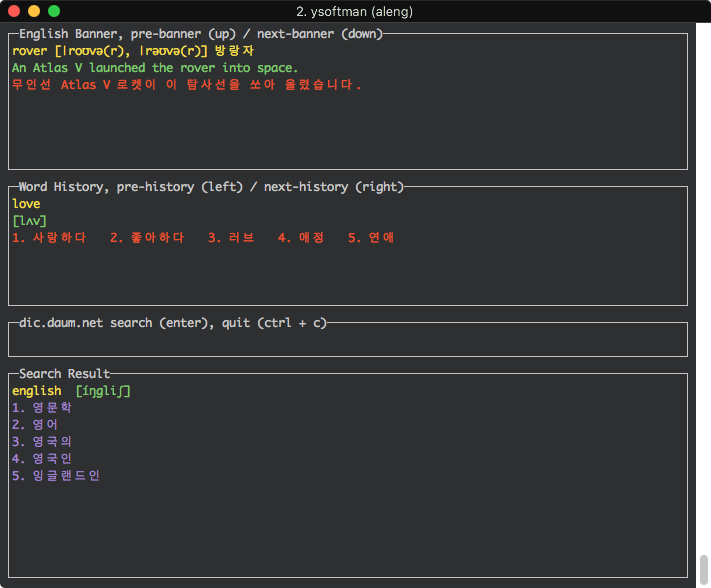 2. ysoftman (aleng)
English Banner, pre-banner (up) / next-banner (down)
rover [|roʊvə(r), |rəʊvə(r)] 방랑자
An Atlas V launched the rover into space.
무인선 Atlas V 로켓이 이 탐사선을 쏘아 올렸습니다.
Word History, pre-history (left) / next-history (right)
love
[lʌv]
1. 사랑하다 2. 좋아하다 3. 러브 4. 애정 5. 연애
dic.daum.net search (enter), quit (ctrl + c)
Search Result
english [íŋgliʃ]
1. 영문학
2. 영어
3. 영국의
4. 영국인
5. 잉글랜드인